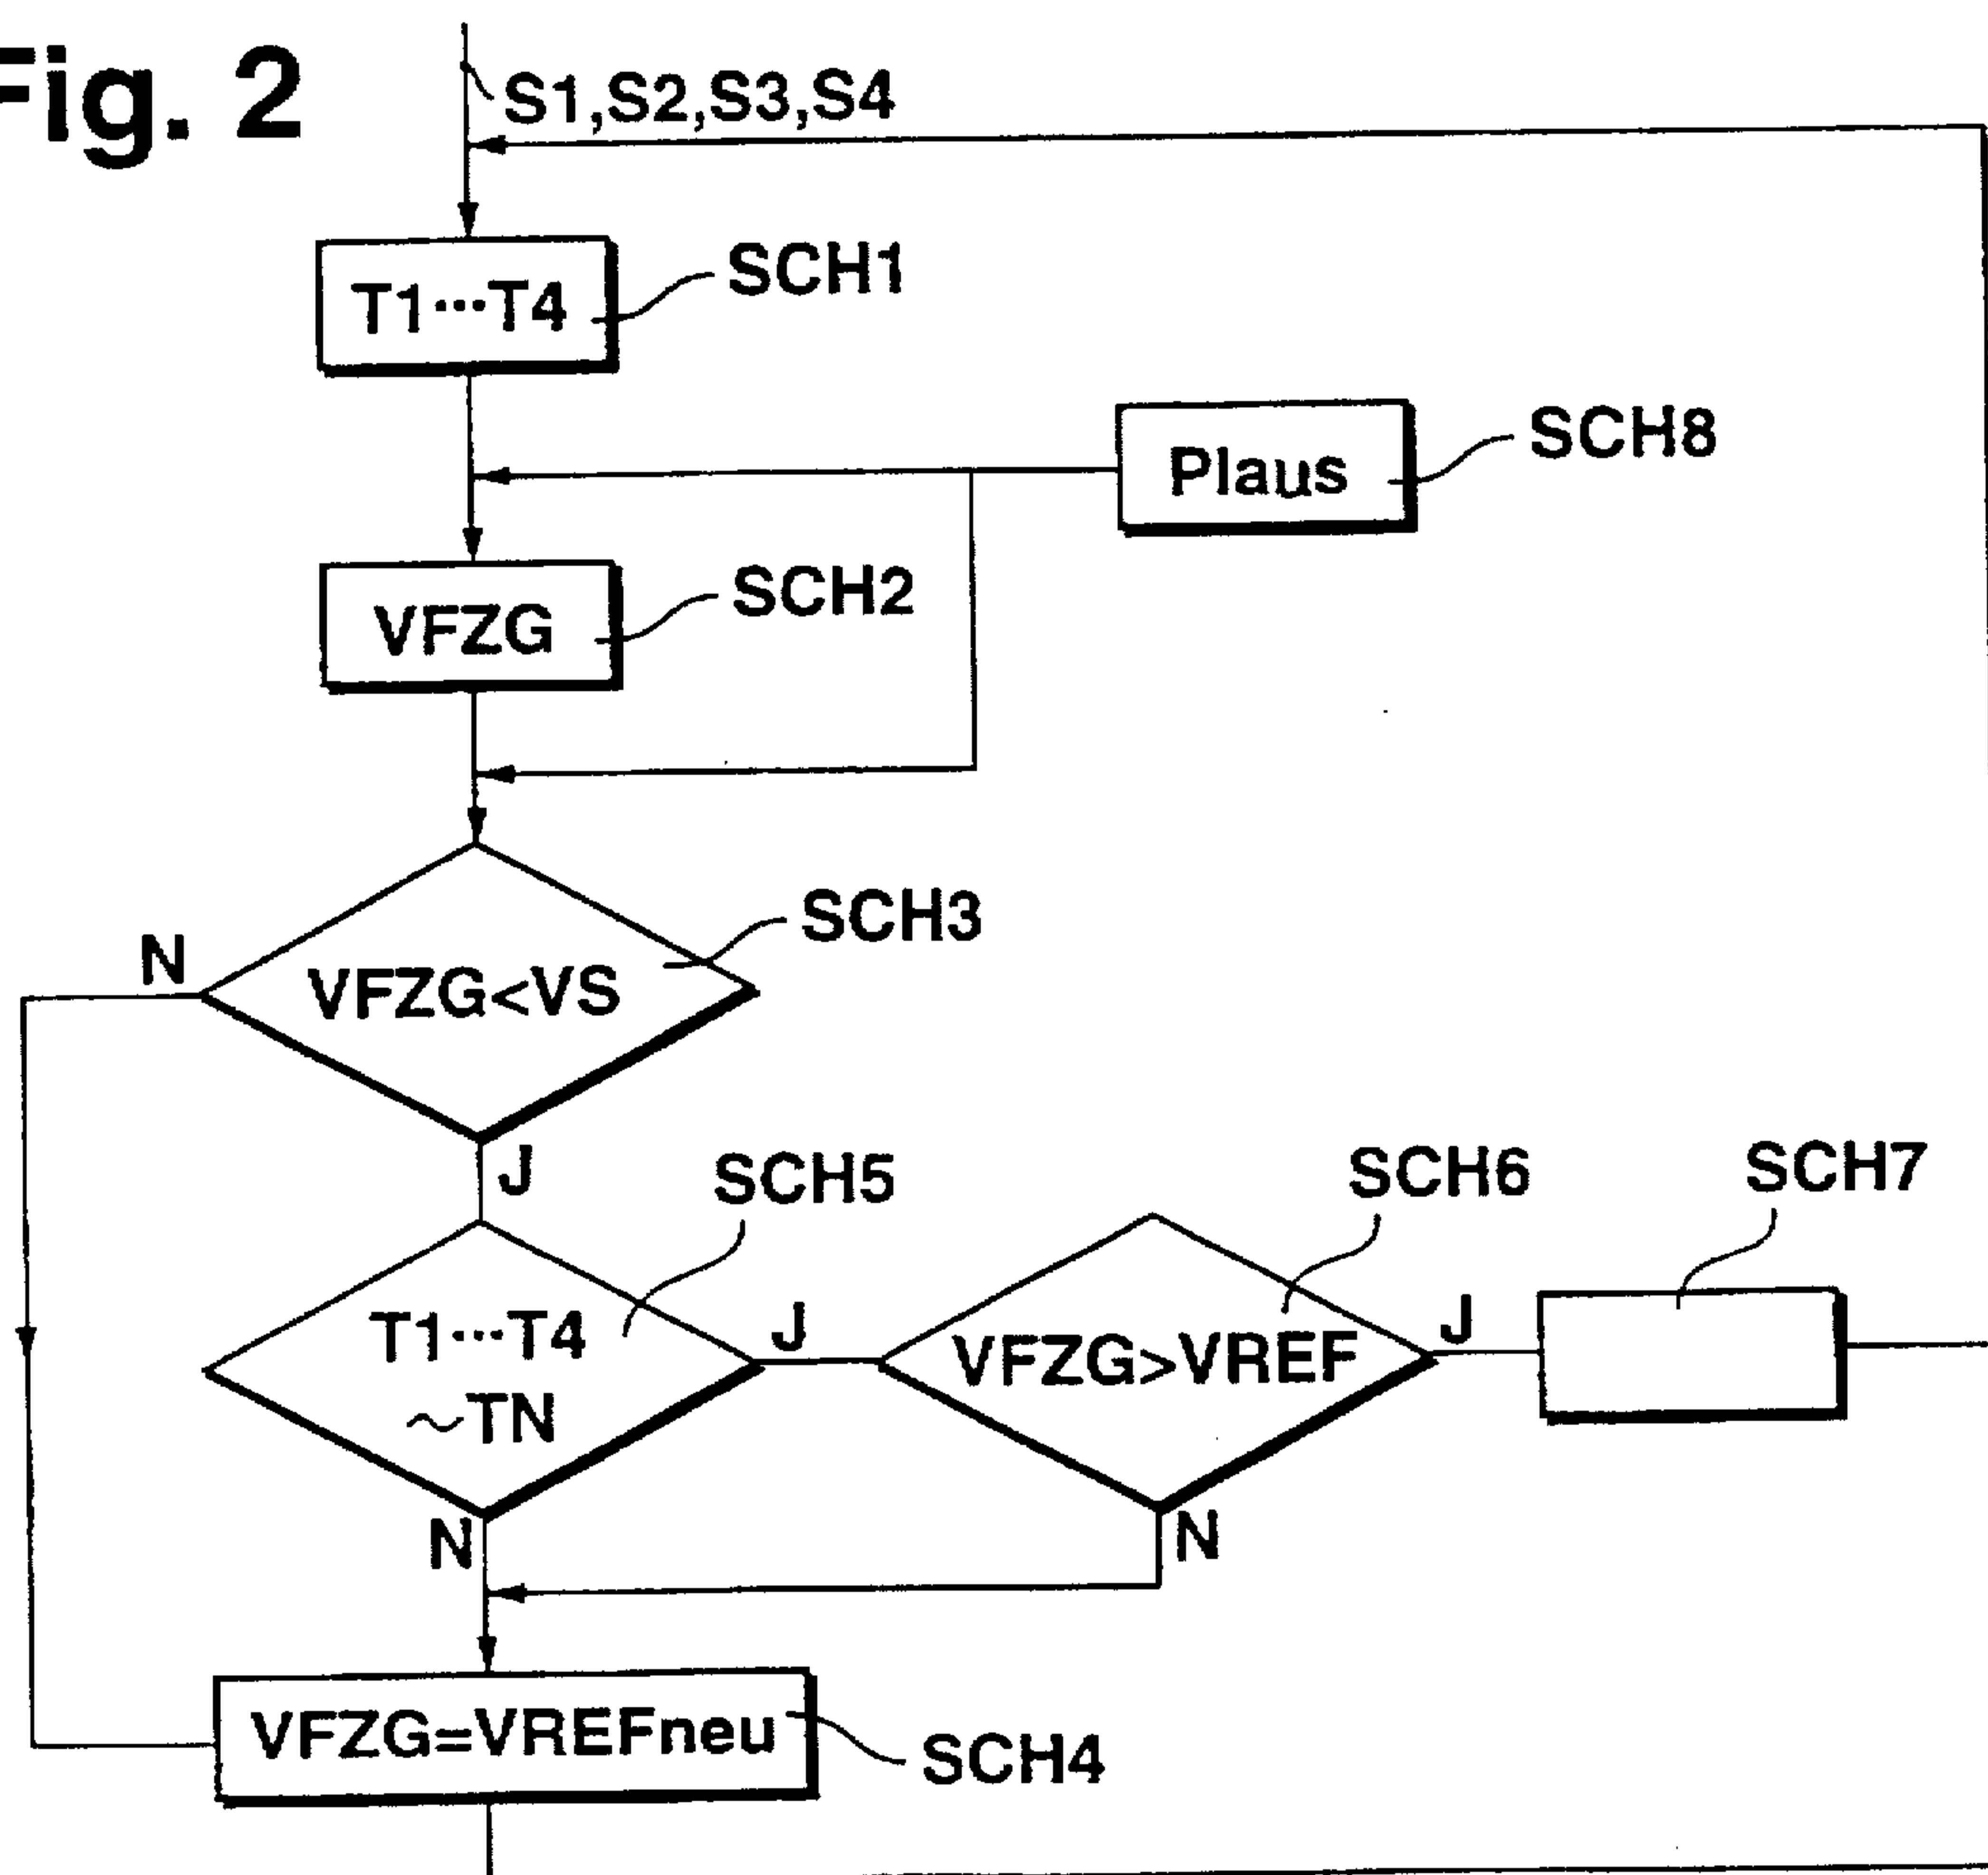 Fig. 2
S1,S2,S3,S4
T1···T4
SCH1
Plaus
SCH8
VFZG
SCH2
SCH3
N
VFZG<VS
J
SCH5
SCH6
SCH7
T1···T4
~TN
J
VFZG>VREF
J
N
N
VFZG=VREFneu
SCH4